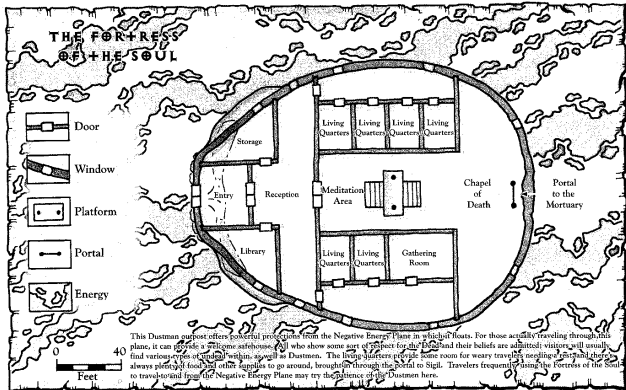 THE FORTRESS
OF THE SOUL
Door
Window
Platform
Portal
Energy
0 40
Feet
Storage
Entry
Reception
Library
Living
Quarters
Living
Quarters
Living
Quarters
Living
Quarters
Meditation
Area
Chapel
of
Death
Portal
to the
Mortuary
Living
Quarters
Living
Quarters
Gathering
Room
This Dustman outpost offers powerful protections from the Negative Energy Plane in which it floats. For those actually traveling through this
plane, it can provide a welcome safehouse. All who show some sort of respect for the Dead and their beliefs are admitted; visitors will usually
find various types of undead within, as well as Dustmen. The living quarters provide some room for weary travelers needing a rest and there's
always plenty of food and other supplies to go around, brought in through the portal to Sigil. Travelers frequently using the Fortress of the Soul
to travel to and from the Negative Energy Plane may try the patience of the Dustmen here.